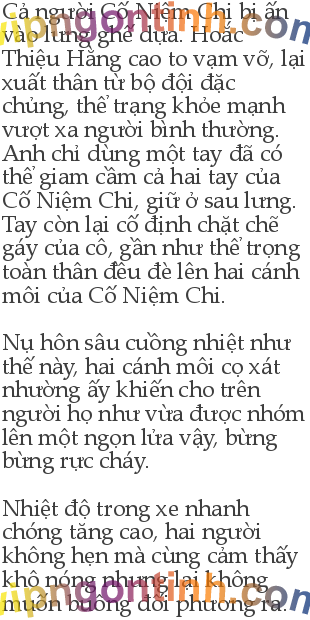 Cả người Cố Niệm Chi bị ấn
vào lưng ghế dựa. Hoắc
Thiệu Hằng cao to vạm vỡ, lại
xuất thân từ bộ đội đặc
chủng, thể trạng khỏe mạnh
vượt xa người bình thường.
Anh chỉ dùng một tay đã có
thể giam cầm cả hai tay của
Cố Niệm Chi, giữ ở sau lưng.
Tay còn lại cố định chặt chẽ
gáy của cô, gần như thể trọng
toàn thân đều đè lên hai cánh
môi của Cố Niệm Chi.

Nụ hôn sâu cuồng nhiệt như
thế này, hai cánh môi cọ xát
nhường ấy khiến cho trên
người họ như vừa được nhóm
lên một ngọn lửa vậy, bừng
bừng rực cháy.

Nhiệt độ trong xe nhanh
chóng tăng cao, hai người
không hẹn mà cùng cảm thấy
khô nóng nhưng lại không
muốn buông đối phương ra.
vipngontinh.com
vipngontinh.com